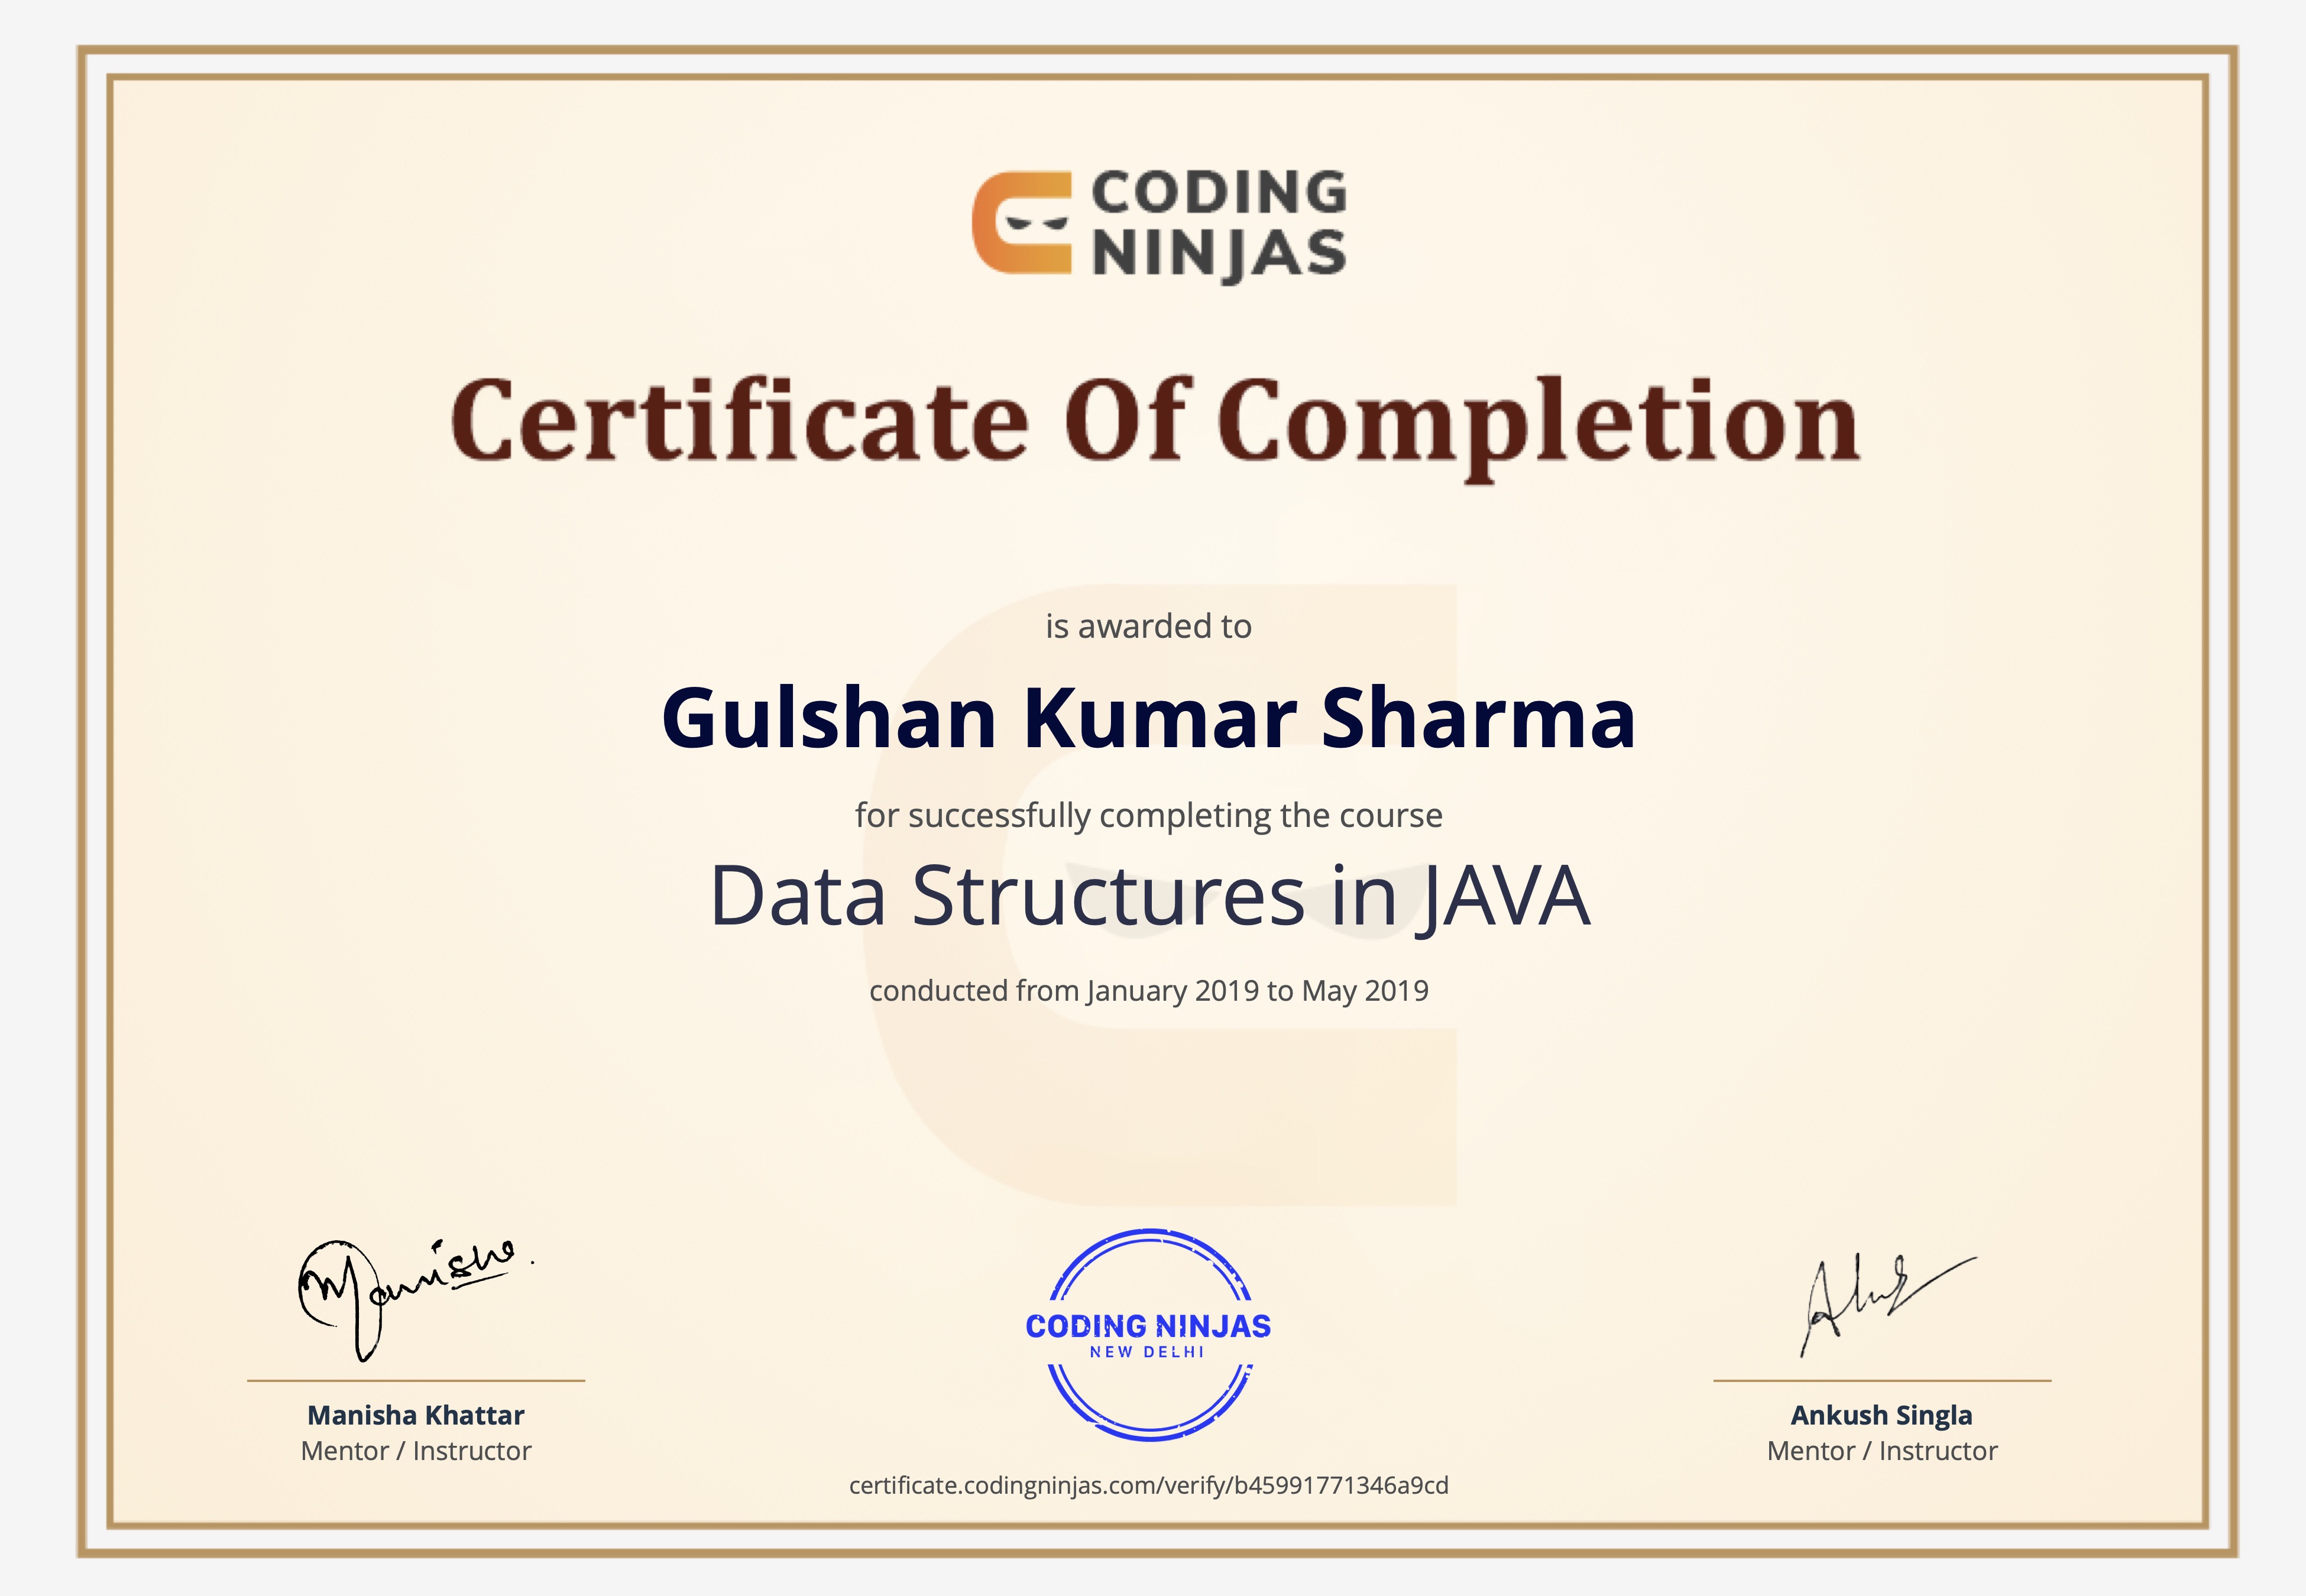 CODING
NINJAS
Certificate Of Completion
is awarded to
Gulshan Kumar Sharma
for successfully completing the course
Data Structures in JAVA
conducted from January 2019 to May 2019
Manisha.
CODING NINJAS
NEW DELHI
Manisha Khattar
Mentor / Instructor
Ankush Singla
Mentor / Instructor
certificate.codingninjas.com/verify/b45991771346a9cd